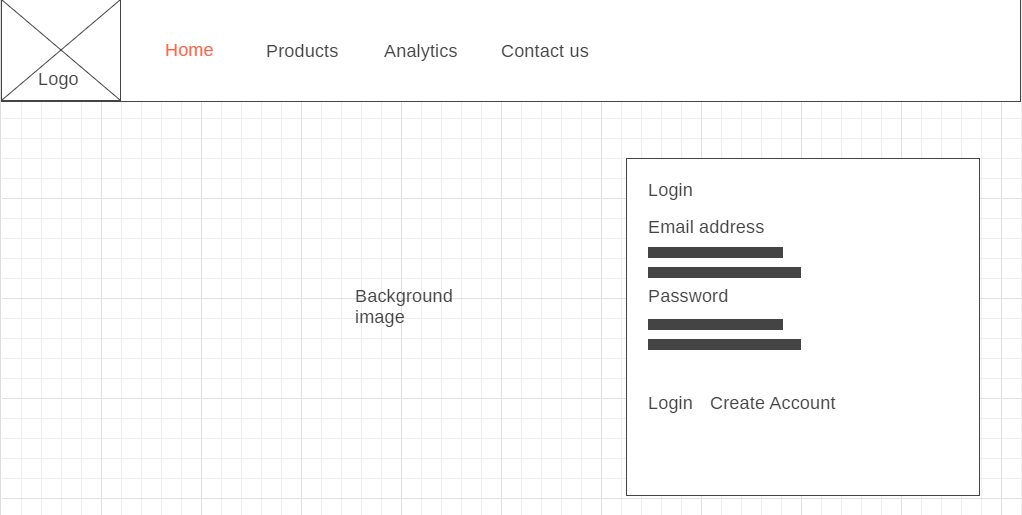 Logo
Home Products Analytics Contact us
Login
Email address
Background
image
Password
Login Create Account